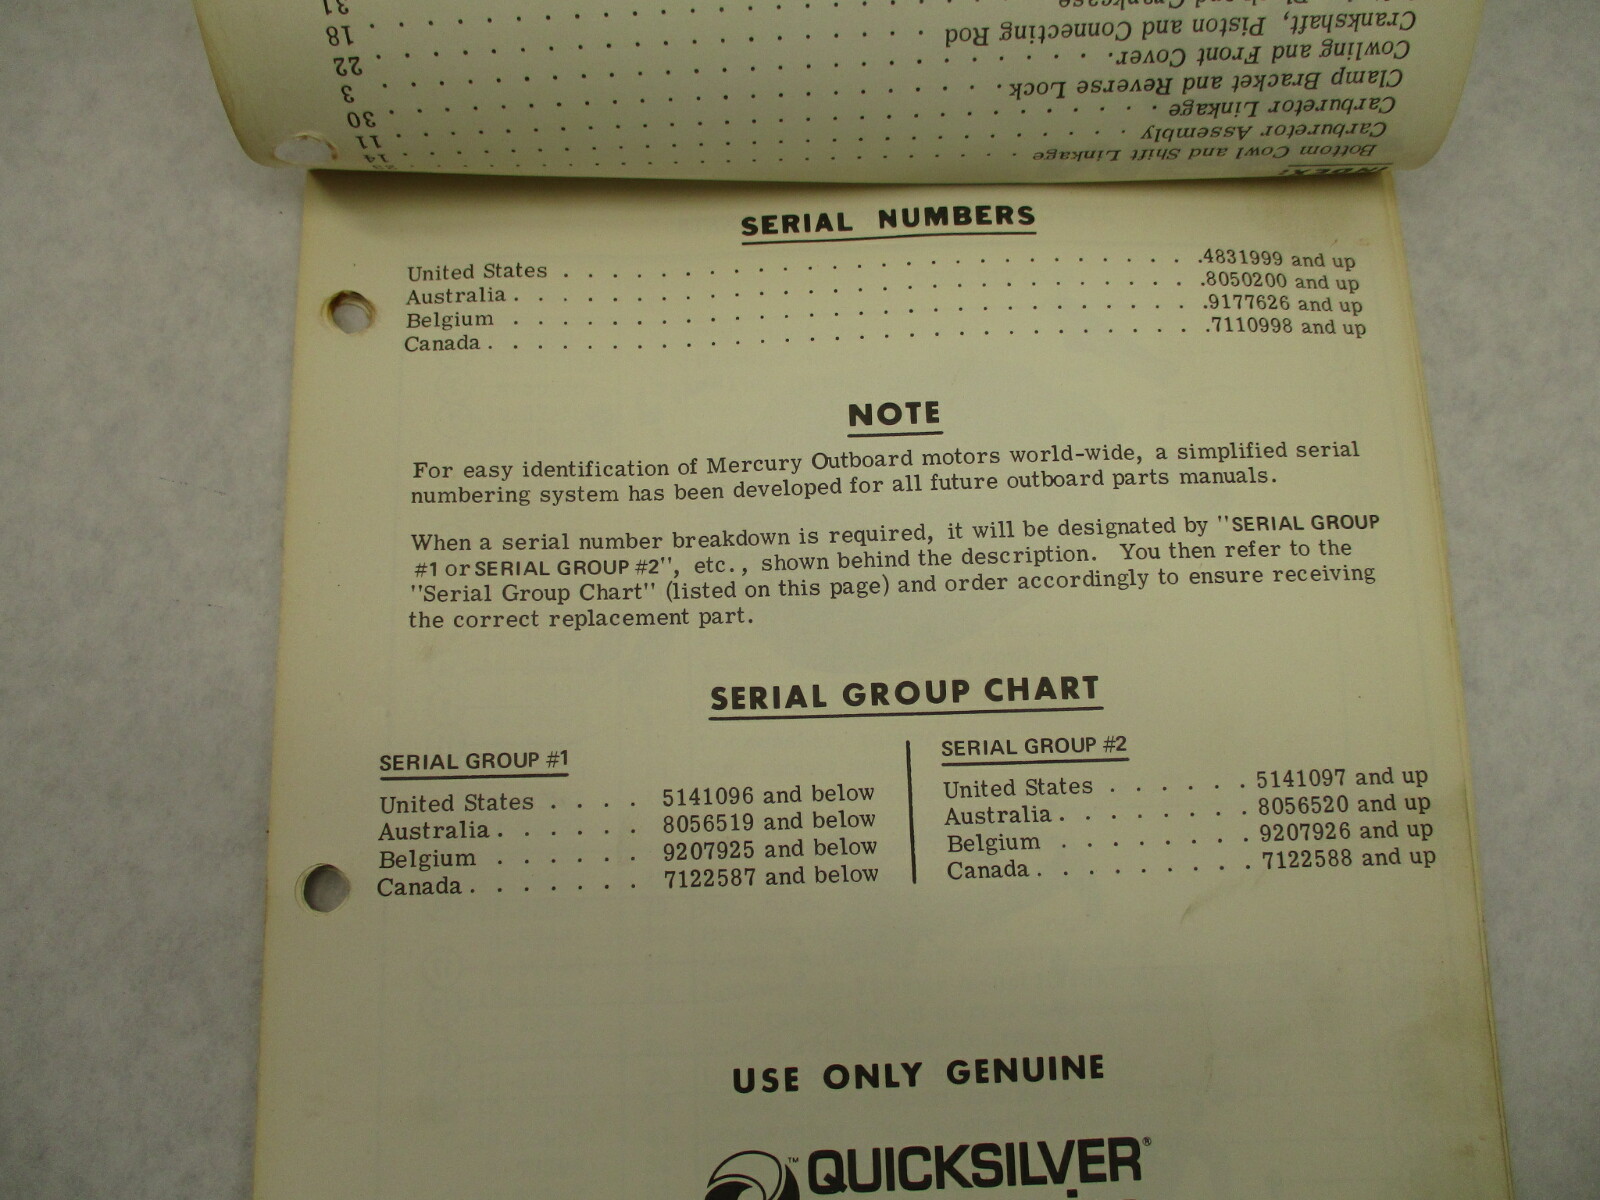 INDEX:
Bottom Cowl and Shift Linkage . . . . . . . . . . . . . . . . . . . . 14
Carburetor Assembly . . . . . . . . . . . . . . . . . . . . 11
Carburetor Linkage . . . . . . . . . . . . . . . . . . . . 30
Clamp Bracket and Reverse Lock . . . . . . . . . . . . . . . . . . . . 3
Cowling and Front Cover . . . . . . . . . . . . . . . . . . . . 22
Crankshaft, Piston and Connecting Rod . . . . . . . . . . . . . . . . . . . . 18
31
SERIAL NUMBERS
United States . . . . . . . . . . . . . . . . . . . . . . . . . . .4831999 and up
Australia . . . . . . . . . . . . . . . . . . . . . . . . . . . . .8050200 and up
Belgium . . . . . . . . . . . . . . . . . . . . . . . . . . . . .9177626 and up
Canada . . . . . . . . . . . . . . . . . . . . . . . . . . . . . .7110998 and up
NOTE
For easy identification of Mercury Outboard motors world-wide, a simplified serial
numbering system has been developed for all future outboard parts manuals.
When a serial number breakdown is required, it will be designated by "SERIAL GROUP
#1 or SERIAL GROUP #2", etc., shown behind the description. You then refer to the
"Serial Group Chart" (listed on this page) and order accordingly to ensure receiving
the correct replacement part.
SERIAL GROUP CHART
SERIAL GROUP #1
United States . . . . 5141096 and below
Australia . . . . . . 8056519 and below
Belgium . . . . . . 9207925 and below
Canada . . . . . . . 7122587 and below
SERIAL GROUP #2
United States . . . . . . 5141097 and up
Australia . . . . . . . . 8056520 and up
Belgium . . . . . . . . 9207926 and up
Canada . . . . . . . . . 7122588 and up
USE ONLY GENUINE
™ QUICKSILVER®